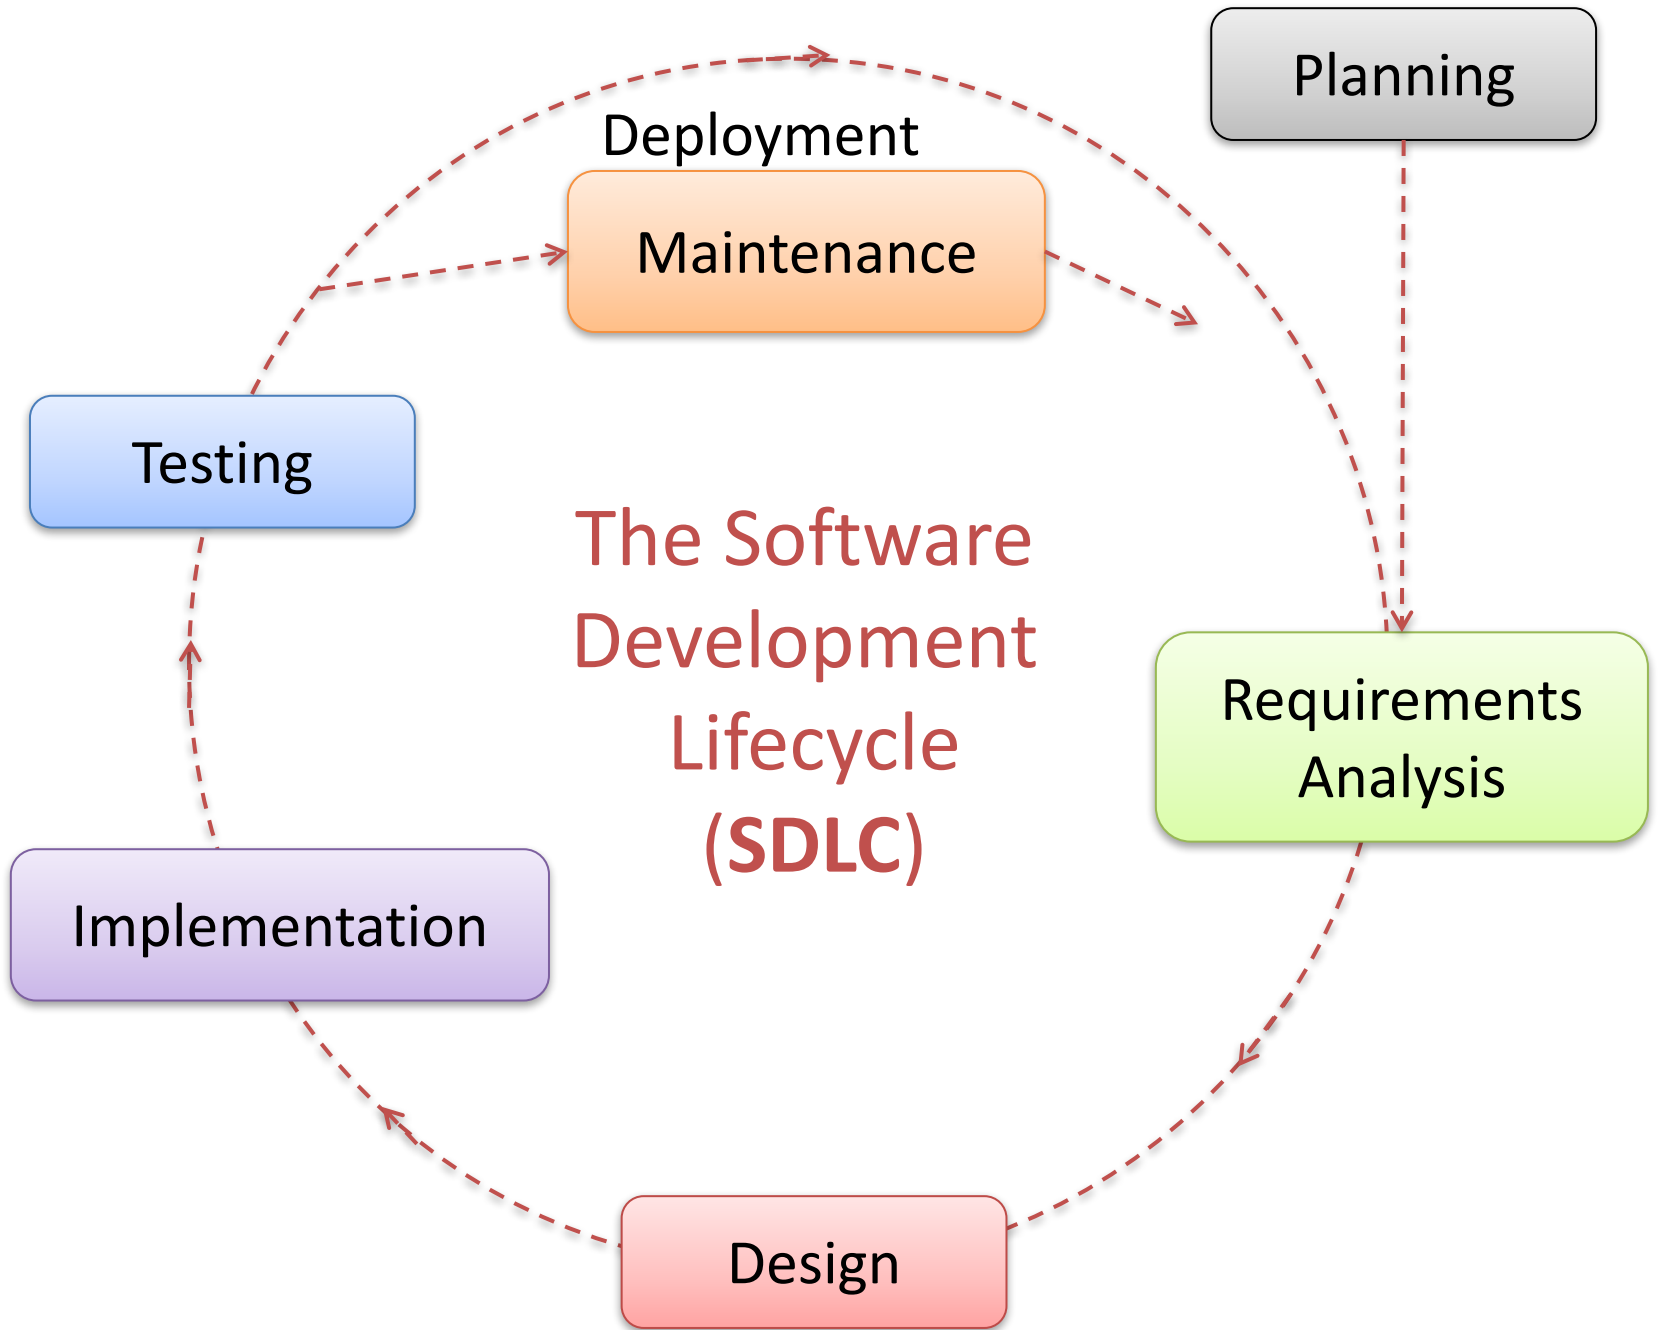 Planning
Deployment
Maintenance
Testing
The Software
Development
Lifecycle
(SDLC)
Requirements
Analysis
Implementation
Design